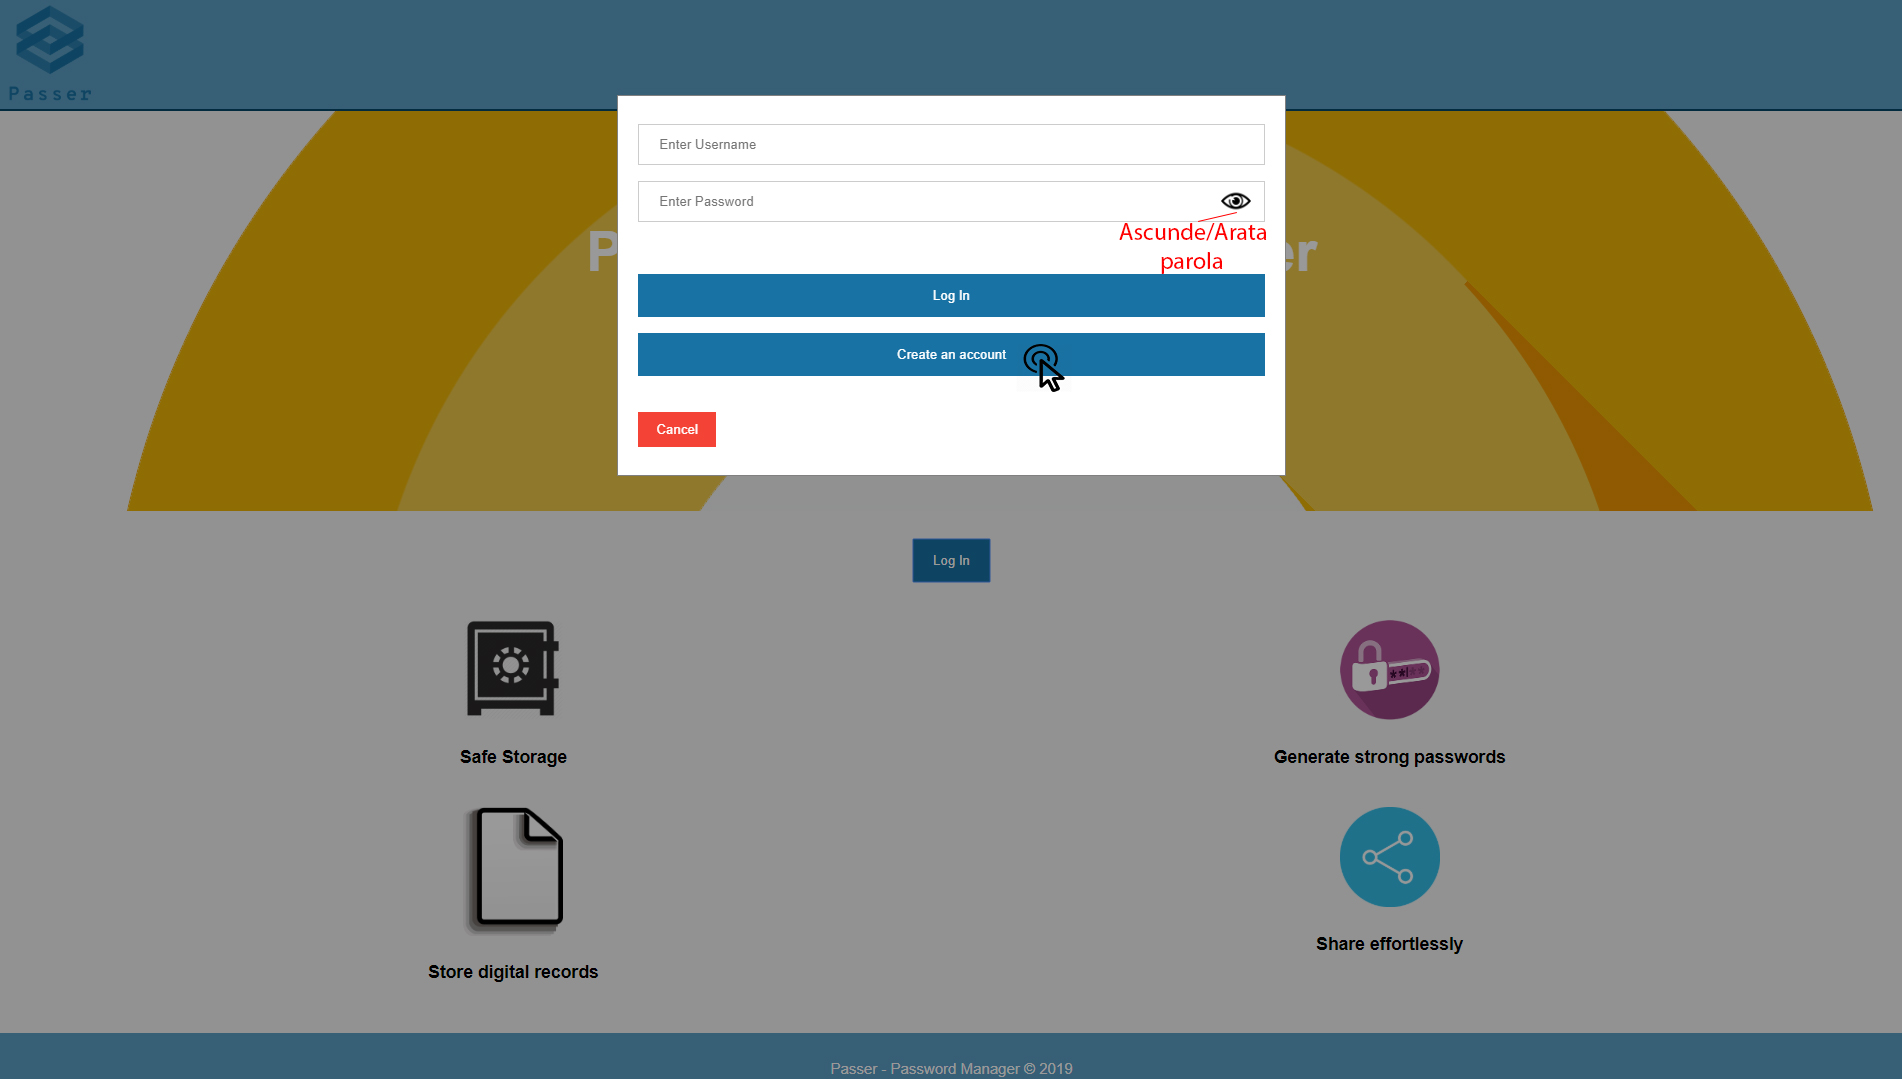 Passer
Enter Username
Enter Password
Ascunde/Arata
parola
Log In
Create an account
Cancel
Log In
Safe Storage
Generate strong passwords
Store digital records
Share effortlessly
Passer - Password Manager © 2019